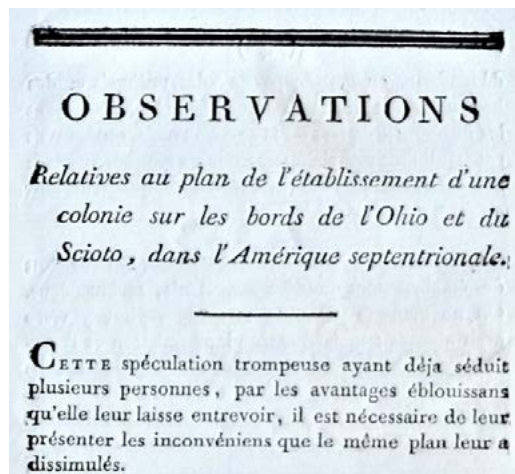 OBSERVATIONS
Relatives au plan de l'établissement d'une
colonie sur les bords de l'Ohio et du
Scioto, dans l'Amérique septentrionale.
CETTE spéculation trompeuse ayant déja séduit
plusieurs personnes, par les avantages éblouissans
qu'elle leur laisse entrevoir, il est nécessaire de leur
présenter les inconvéniens que le même plan leur a
dissimulés.